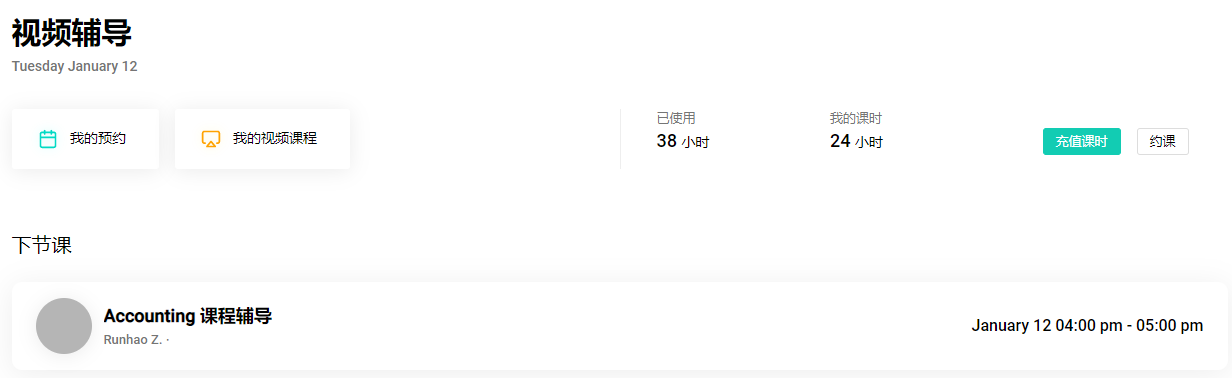 视频辅导
Tuesday January 12
我的预约
我的视频课程
已使用
38 小时
我的课时
24 小时
充值课时
约课
下节课
Accounting 课程辅导
Runhao Z. ·
January 12 04:00 pm - 05:00 pm